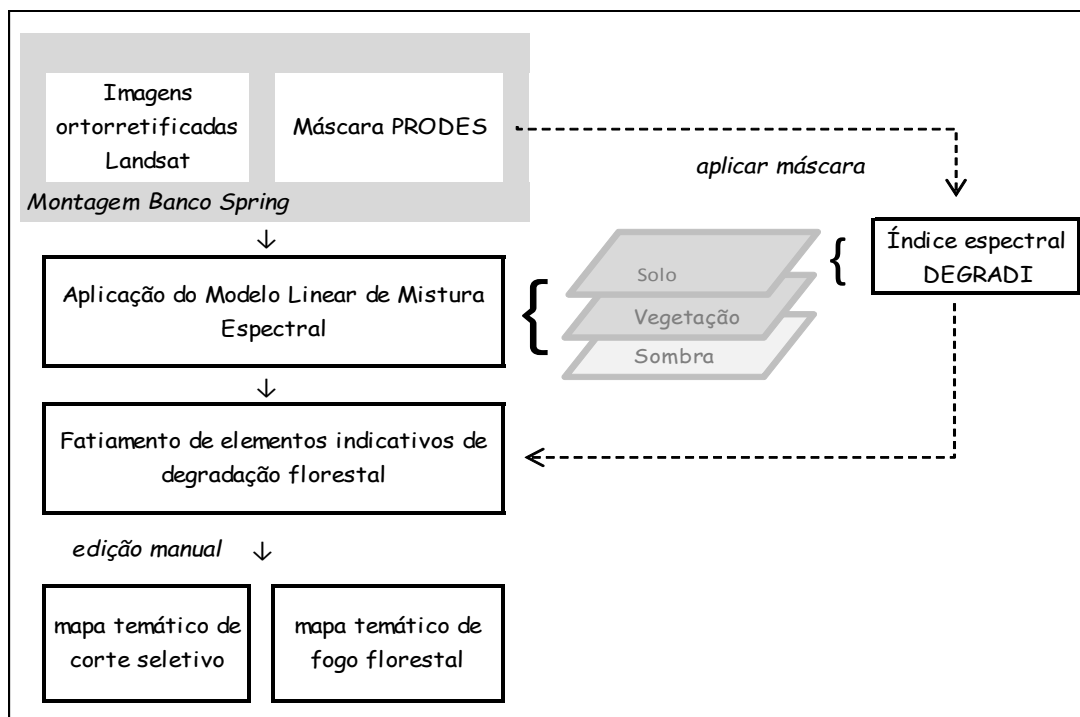 Imagens
ortorretificadas
Landsat
Máscara PRODES
Montagem Banco Spring
aplicar máscara
Índice espectral
DEGRADI
Solo
Vegetação
Sombra
Aplicação do Modelo Linear de Mistura
Espectral
Fatiamento de elementos indicativos de
degradação florestal
edição manual
mapa temático de
corte seletivo
mapa temático de
fogo florestal